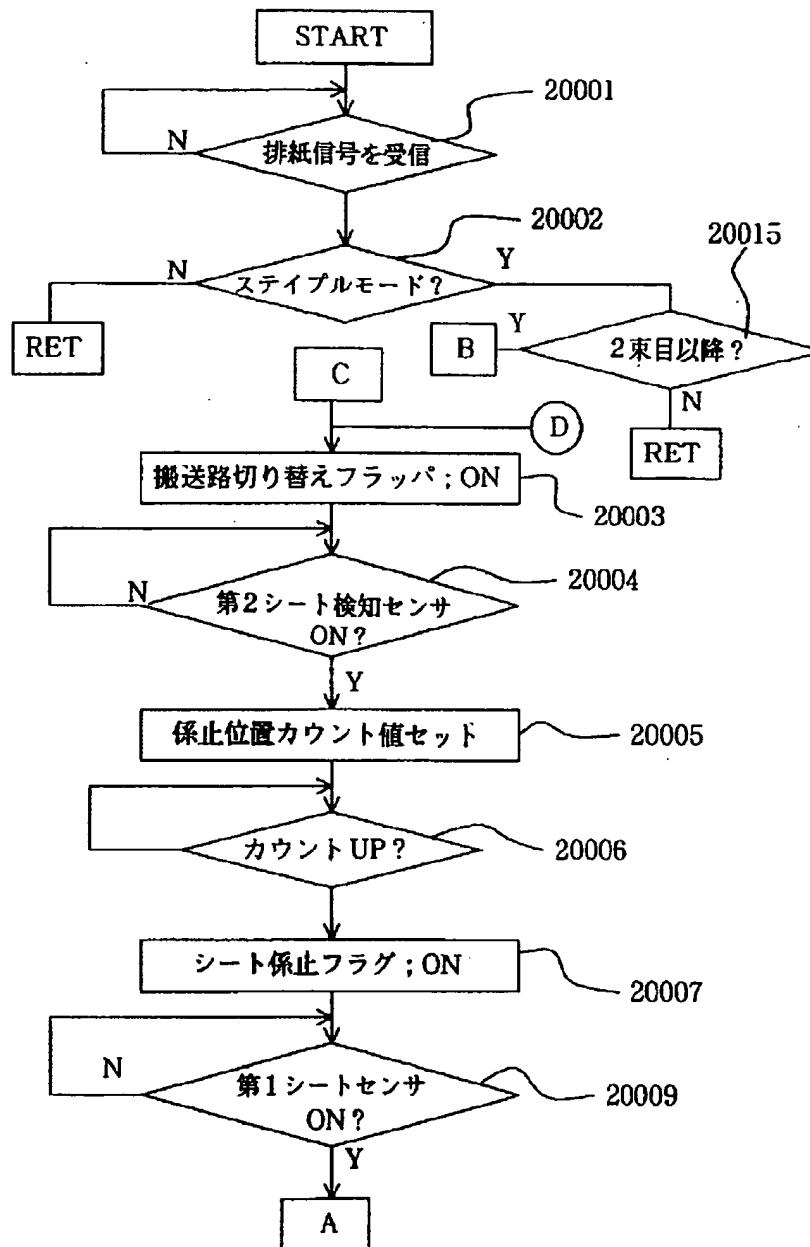 START
20001
N
排紙信号を受信
20002
20015
N
Y
ステイプルモード?
Y
2束目以降?
RET
B
N
C
D
RET
搬送路切り替えフラッパ;ON
20003
20004
N
第2シート検知センサ
ON?
Y
係止位置カウント値セット
20005
カウントUP?
20006
シート係止フラグ;ON
20007
N
第1シートセンサ
ON?
20009
Y
A